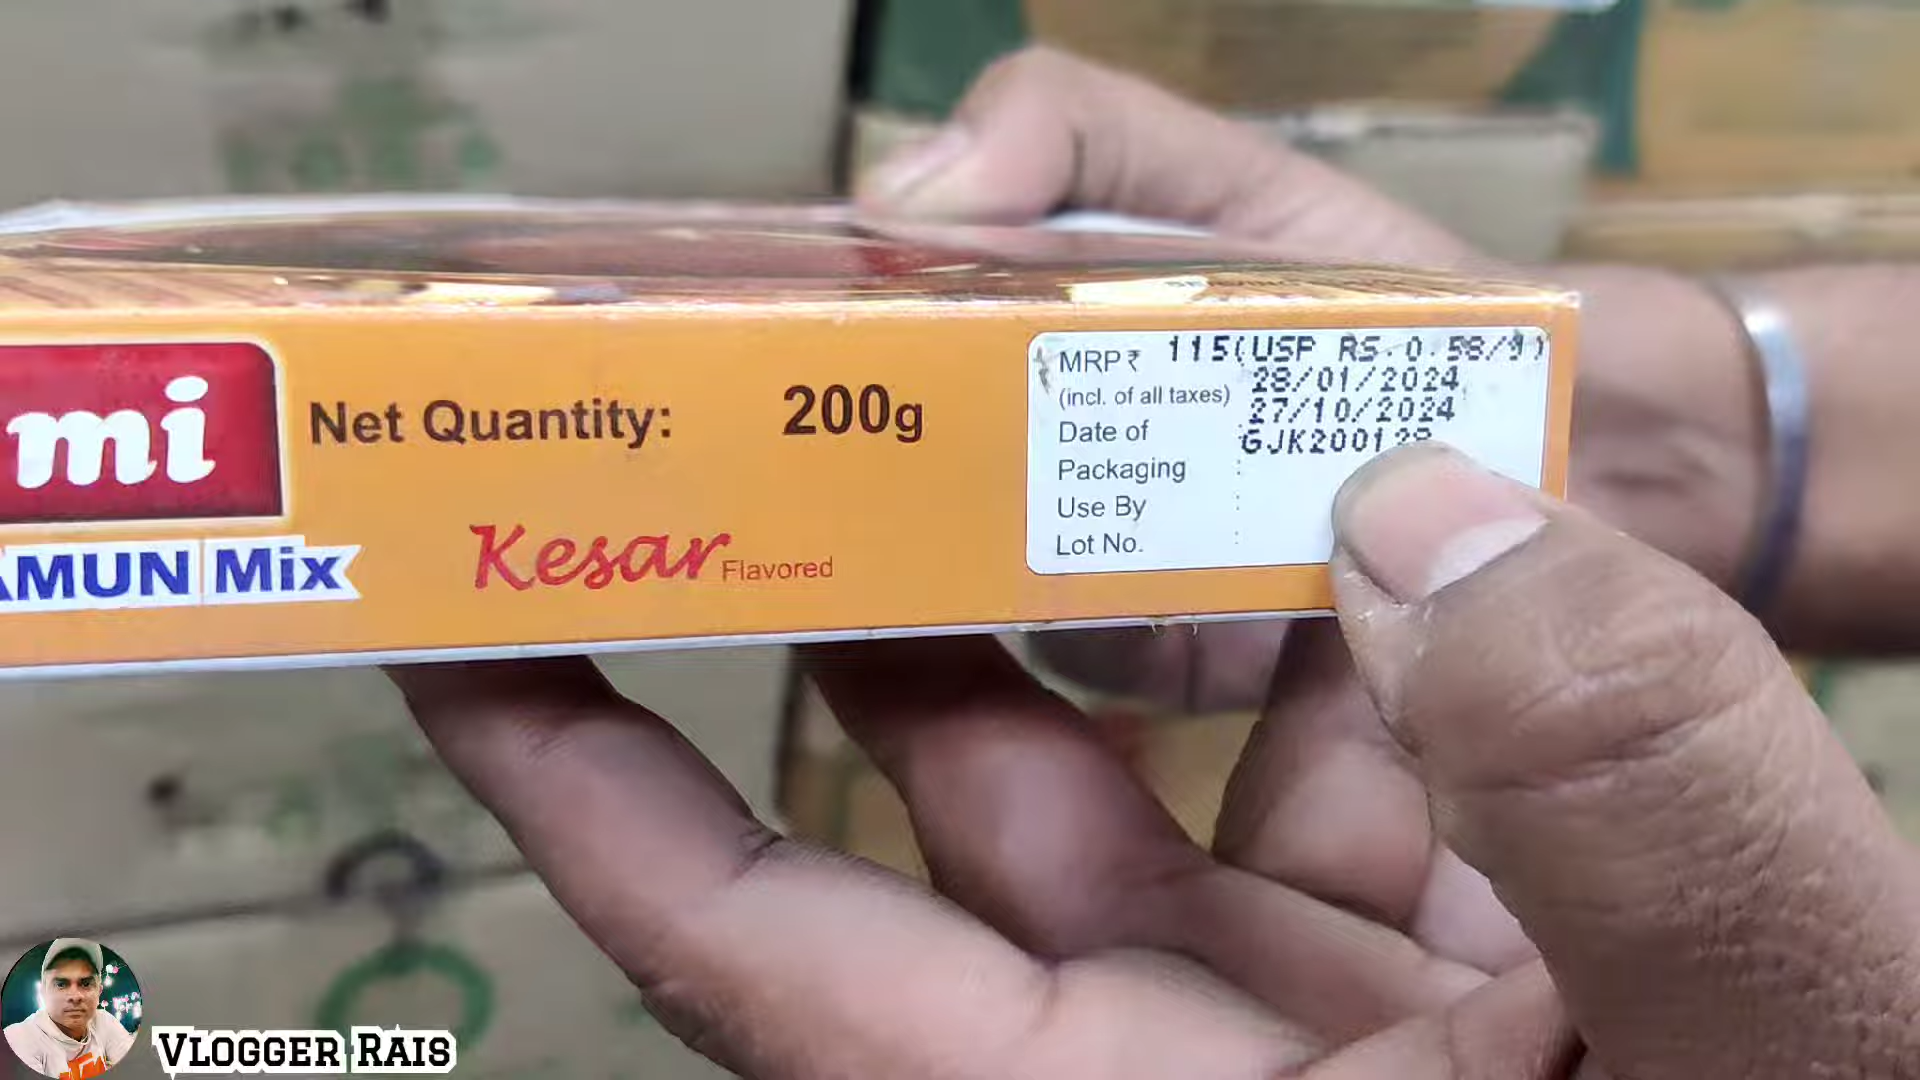 mi
AMUN Mix
Net Quantity: 200g
Kesar Flavored
MRP ₹ 115(USP RS.0.58/g)
(incl. of all taxes) 28/01/2024
27/10/2024
Date of
Packaging :
GJK200128
Use By :
Lot No. :
VLOGGER RAIS